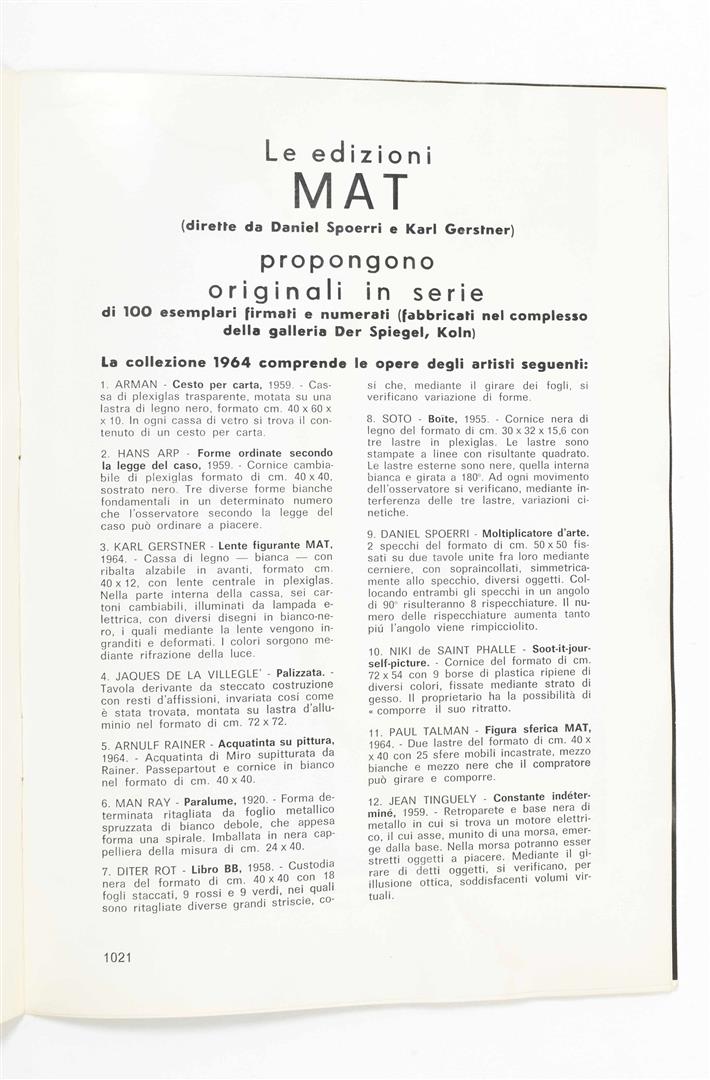 Le edizioni
MAT
(dirette da Daniel Spoerri e Karl Gerstner)
propongono
originali in serie
di 100 esemplari firmati e numerati (fabbricati nel complesso
della galleria Der Spiegel, Koln)
La collezione 1964 comprende le opere degli artisti seguenti:
1. ARMAN - Cesto per carta, 1959. - Cas-
sa di plexiglas trasparente, motata su una
lastra di legno nero, formato cm. 40 x 60 x
x 10. In ogni cassa di vetro si trova il con-
tenuto di un cesto per carta.
2. HANS ARP - Forme ordinate secondo
la legge del caso, 1959. - Cornice cambia-
bile di plexiglas formato di cm. 40 x 40,
sostrato nero. Tre diverse forme bianche
fondamentali in un determinato numero
che l'osservatore secondo la legge del
caso può ordinare a piacere.
3. KARL GERSTNER - Lente figurante MAT,
1964. - Cassa di legno — bianca — con
ribalta alzabile in avanti, formato cm.
40 x 12, con lente centrale in plexiglas.
Nella parte interna della cassa, sei car-
toni cambiabili, illuminati da lampada e-
lettrica, con diversi disegni in bianco-ne-
ro, i quali mediante la lente vengono in-
granditi e deformati. I colori sorgono me-
diante rifrazione della luce.
4. JAQUES DE LA VILLEGLE' - Palizzata. -
Tavola derivante da steccato costruzione
con resti d'affissioni, invariata cosí come
è stata trovata, montata su lastra d'allu-
minio nel formato di cm. 72 x 72.
5. ARNULF RAINER - Acquatinta su pittura,
1964. - Acquatinta di Miro supitturata da
Rainer. Passepartout e cornice in bianco
nel formato di cm. 40 x 40.
6. MAN RAY - Paralume, 1920. - Forma de-
terminata ritagliata da foglio metallico
spruzzata di bianco debole, che appesa
forma una spirale. Imballata in nera cap-
pelliera della misura di cm. 24 x 40.
7. DITER ROT - Libro BB, 1958. - Custodia
nera del formato di cm. 40 x 40 con 18
fogli staccati, 9 rossi e 9 verdi, nei quali
sono ritagliate diverse grandi striscie, co-
si che, mediante il girare dei fogli, si
verificano variazione di forme.
8. SOTO - Boïte, 1955. - Cornice nera di
legno del formato di cm. 30 x 32 x 15,6 con
tre lastre in plexiglas. Le lastre sono
stampate a linee con risultante quadrato.
Le lastre esterne sono nere, quella interna
bianca e girata a 180°. Ad ogni movimento
dell'osservatore si verificano, mediante in-
terferenza delle tre lastre, variazioni ci-
netiche.
9. DANIEL SPOERRI - Moltiplicatore d'arte.
2 specchi del formato di cm. 50 x 50 fis-
sati su due tavole unite fra loro mediante
cerniere, con sopraincollati, simmetrica-
mente allo specchio, diversi oggetti. Col-
locando entrambi gli specchi in un angolo
di 90° risulteranno 8 rispecchiature. Il nu-
mero delle rispecchiature aumenta tanto
piú l'angolo viene rimpicciolito.
10. NIKI de SAINT PHALLE - Soot-it-jour-
self-picture. - Cornice del formato di cm.
72 x 54 con 9 borse di plastica ripiene di
diversi colori, fissate mediante strato di
gesso. Il proprietario ha la possibilità di
« comporre il suo ritratto.
11. PAUL TALMAN - Figura sferica MAT,
1964. - Due lastre del formato di cm. 40 x
x 40 con 25 sfere mobili incastrate, mezzo
bianche e mezzo nere che il compratore
può girare e comporre.
12. JEAN TINGUELY - Constante indéter-
miné, 1959. - Retroparete e base nera di
metallo in cui si trova un motore elettri-
co, il cui asse, munito di una morsa, emer-
ge dalla base. Nella morsa potranno esser
stretti oggetti a piacere. Mediante il gi-
rare di detti oggetti, si verificano, per
illusione ottica, soddisfacenti volumi vir-
tuali.
1021